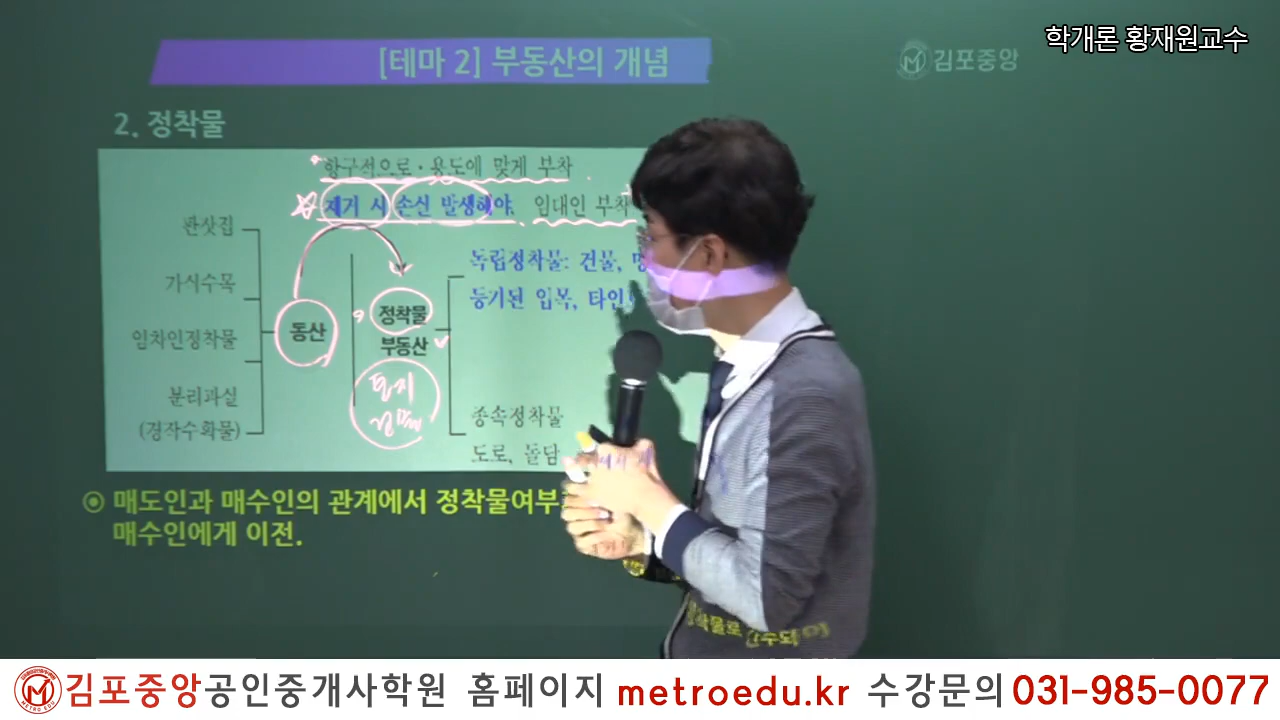 학개론 황재원교수
[테마 2] 부동산의 개념
김포중앙
2. 정착물
항구적으로·용도에 맞게 부착
제거 시 손실 발생해야, 임대인 부착
판잣집
가식수목
임차인정착물
분리과실
(경작수확물)
동산
정착물
부동산
토지
건물
독립정착물: 건물, 명
등기된 입목, 타인
종속정착물
도로, 돌담
◉ 매도인과 매수인의 관계에서 정착물여부
매수인에게 이전.
김포중앙공인중개사학원 홈페이지 metroedu.kr 수강문의 031-985-0077